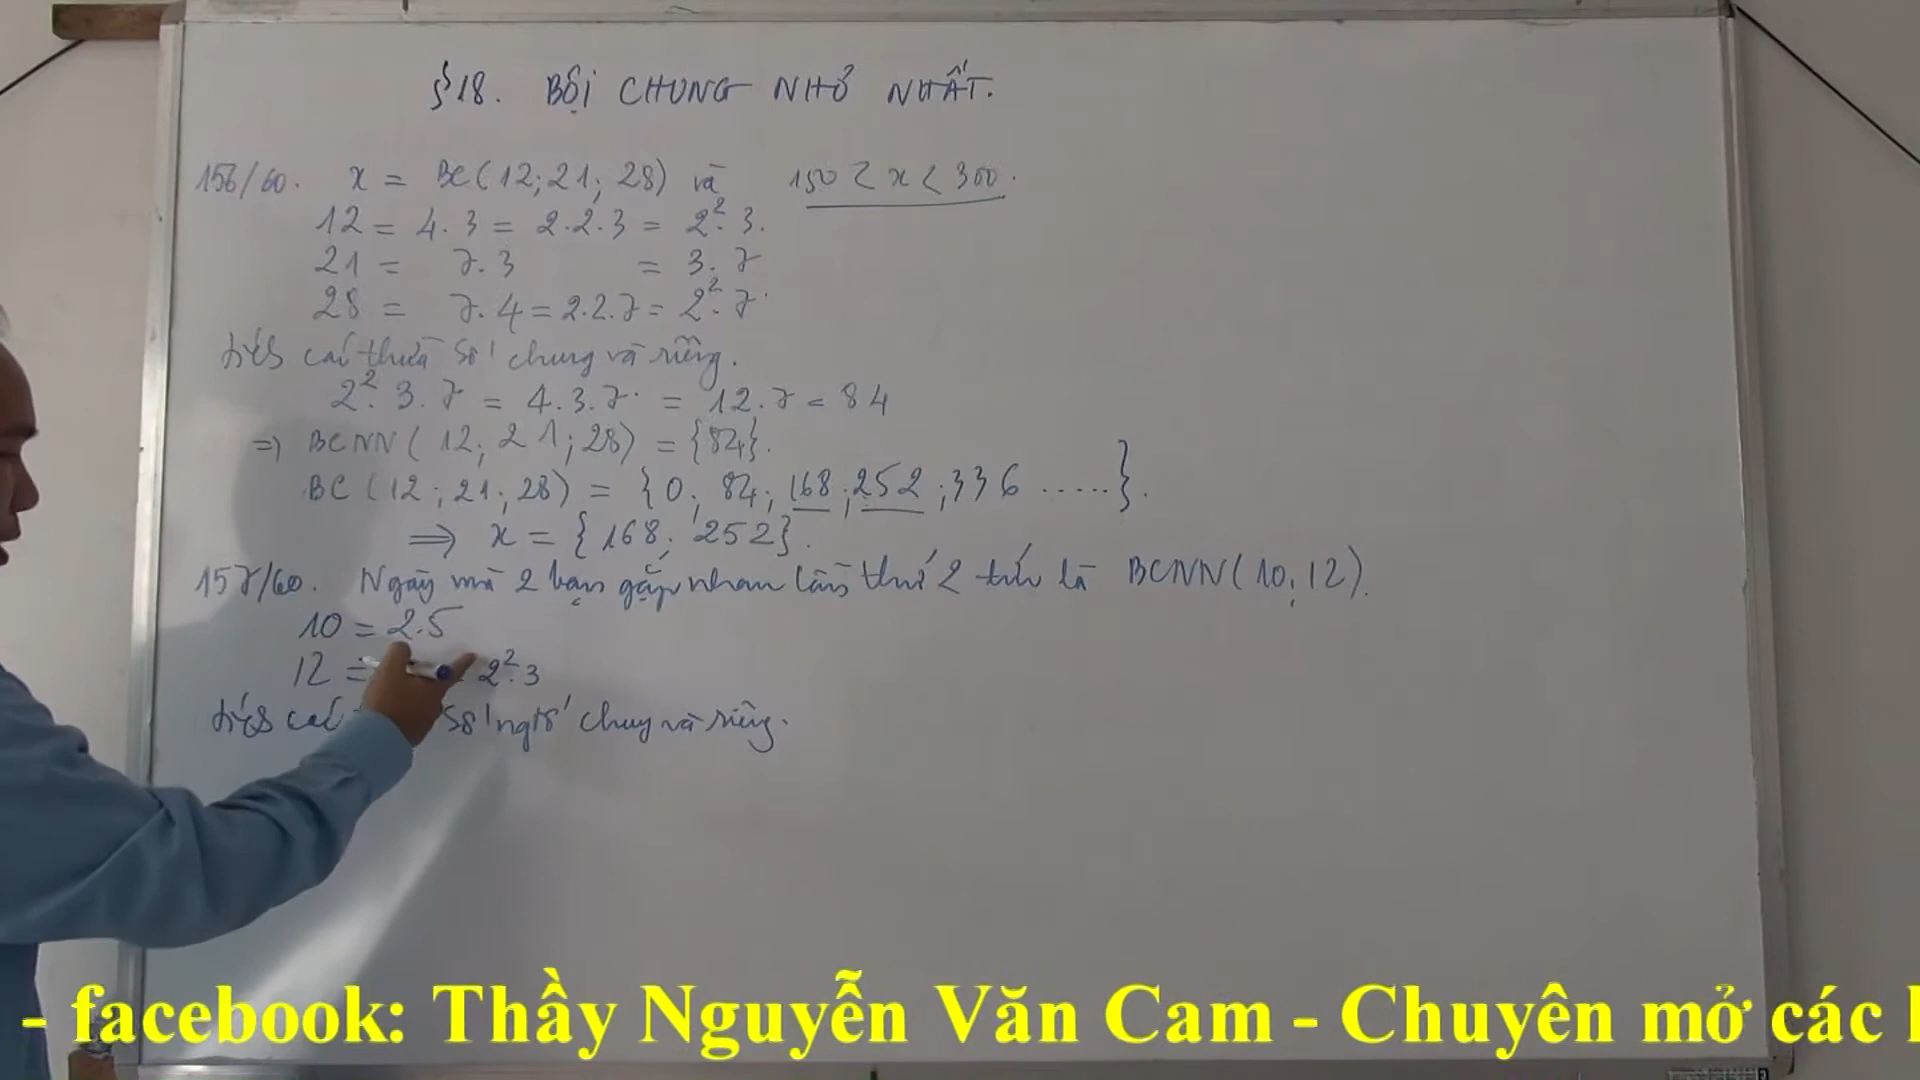 §18. BỘI CHUNG NHỎ NHẤT.
156/60. x = BC(12; 21; 28) và 150 < x < 300.
12 = 4.3 = 2.2.3 = 2².3.
21 = 7.3 = 3.7
28 = 7.4 = 2.2.7 = 2².7.
các thừa số chung và riêng.
2².3.7 = 4.3.7. = 12.7 = 84
=> BCNN(12; 21; 28) = {84}.
BC(12; 21; 28) = {0; 84; 168; 252; 336 .....}.
=> x = {168; 252}.
157/60. Ngày mà 2 bạn gặp nhau lần thứ 2 tức là BCNN(10; 12).
10 = 2.5
12 = 2².3
các số ngtố chung và riêng.
- facebook: Thầy Nguyễn Văn Cam - Chuyên mở các